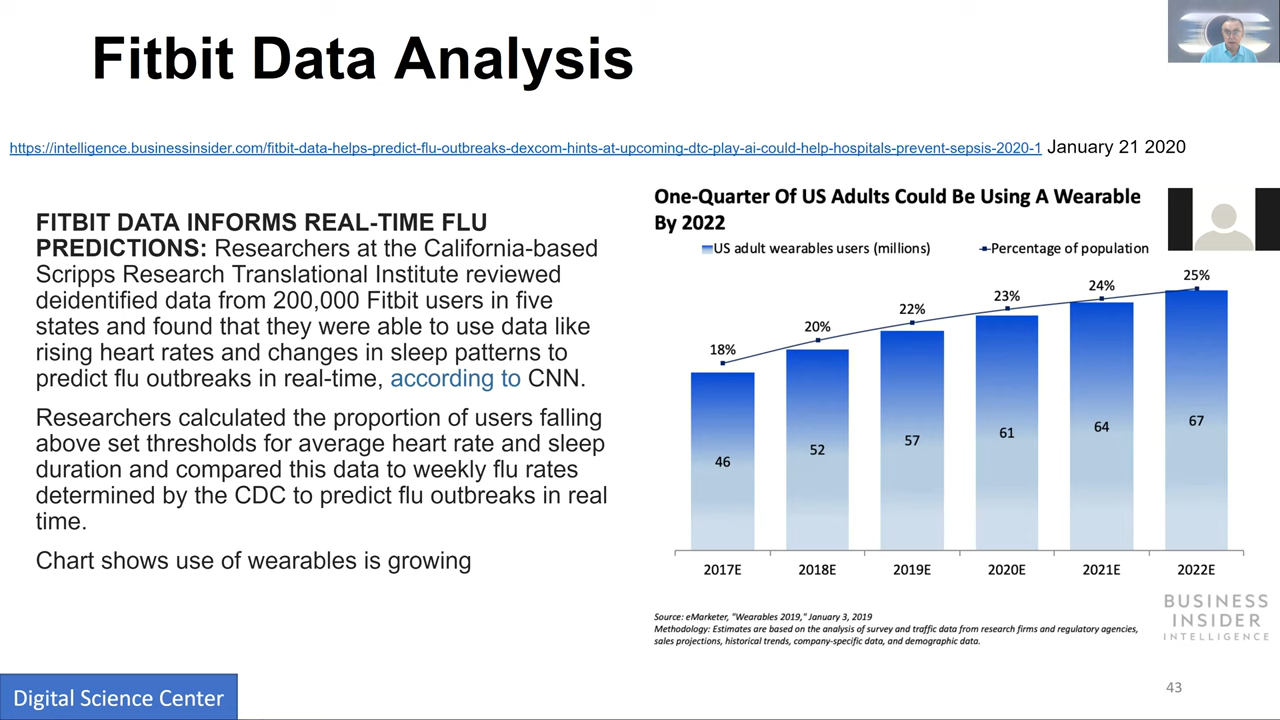 Fitbit Data Analysis
https://intelligence.businessinsider.com/fitbit-data-helps-predict-flu-outbreaks-dexcom-hints-at-upcoming-dtc-play-ai-could-help-hospitals-prevent-sepsis-2020-1 January 21 2020
FITBIT DATA INFORMS REAL-TIME FLU
PREDICTIONS: Researchers at the California-based
Scripps Research Translational Institute reviewed
deidentified data from 200,000 Fitbit users in five
states and found that they were able to use data like
rising heart rates and changes in sleep patterns to
predict flu outbreaks in real-time, according to CNN.
Researchers calculated the proportion of users falling
above set thresholds for average heart rate and sleep
duration and compared this data to weekly flu rates
determined by the CDC to predict flu outbreaks in real
time.
Chart shows use of wearables is growing
One-Quarter Of US Adults Could Be Using A Wearable
By 2022
US adult wearables users (millions) Percentage of population
18% 20% 22% 23% 24% 25%
46 52 57 61 64 67
2017E 2018E 2019E 2020E 2021E 2022E
Source: eMarketer, "Wearables 2019," January 3, 2019
Methodology: Estimates are based on the analysis of survey and traffic data from research firms and regulatory agencies,
sales projections, historical trends, company-specific data, and demographic data.
BUSINESS
INSIDER
INTELLIGENCE
Digital Science Center
43